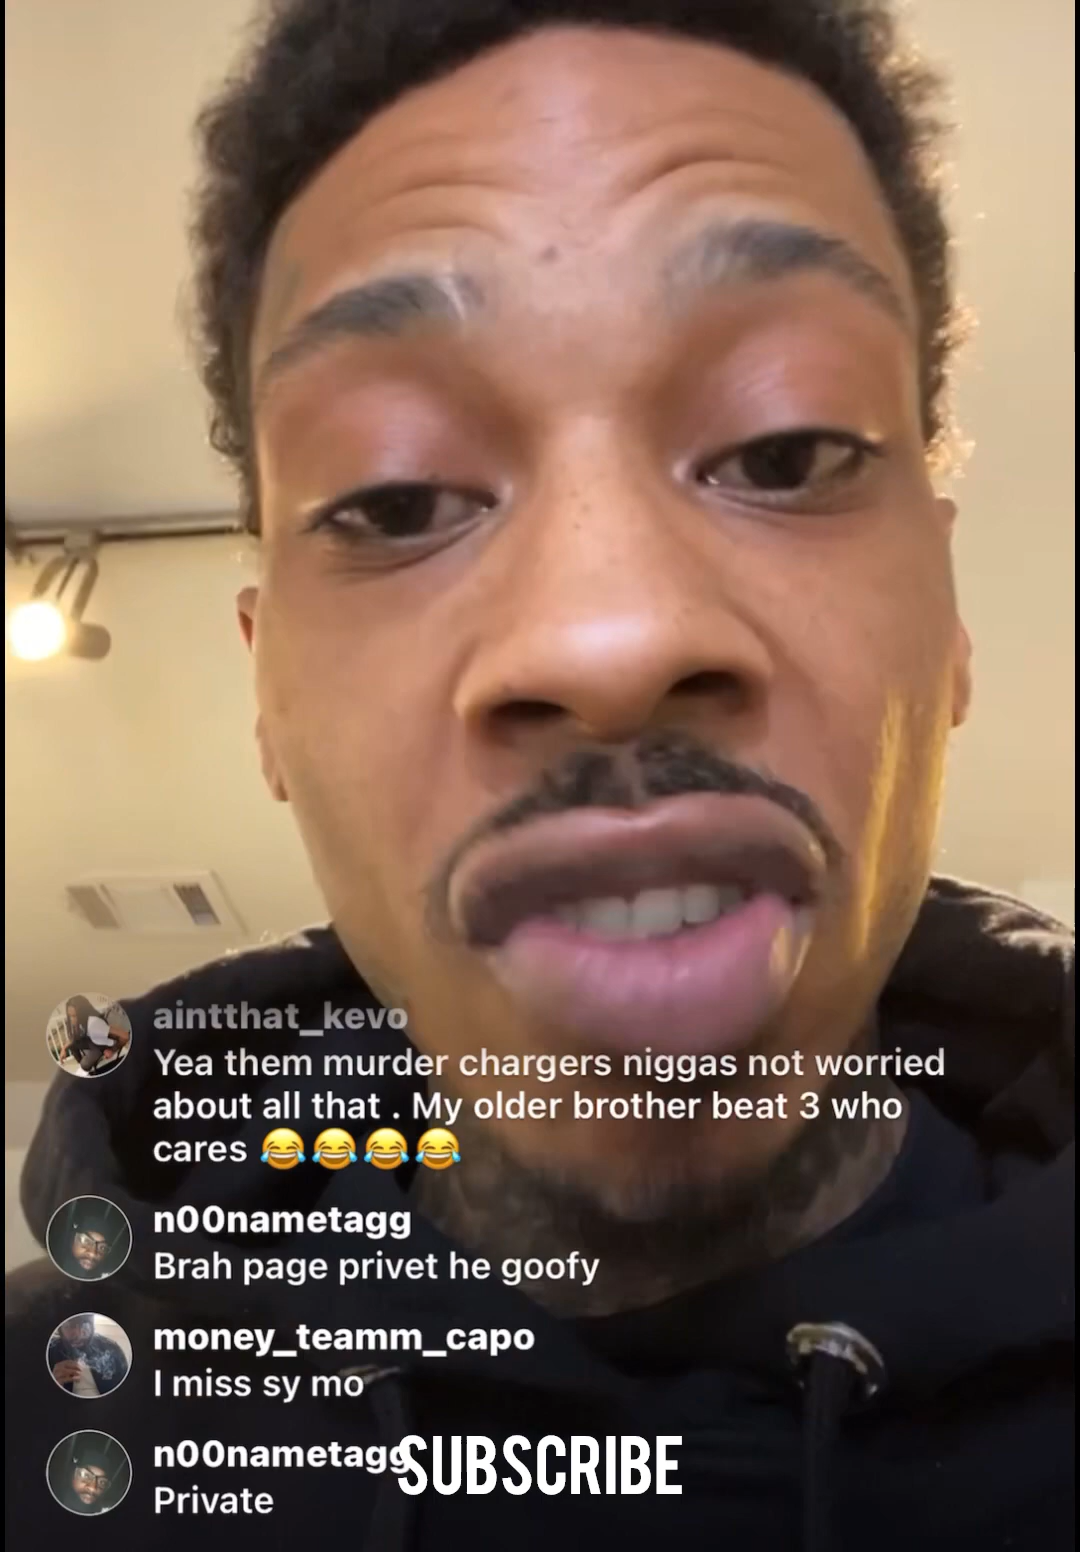 aintthat_kevo
Yea them murder chargers niggas not worried
about all that . My older brother beat 3 who
cares 😂😂😂😂
n00nametagg
Brah page privet he goofy
money_teamm_capo
I miss sy mo
n00nametagg
SUBSCRIBE
Private